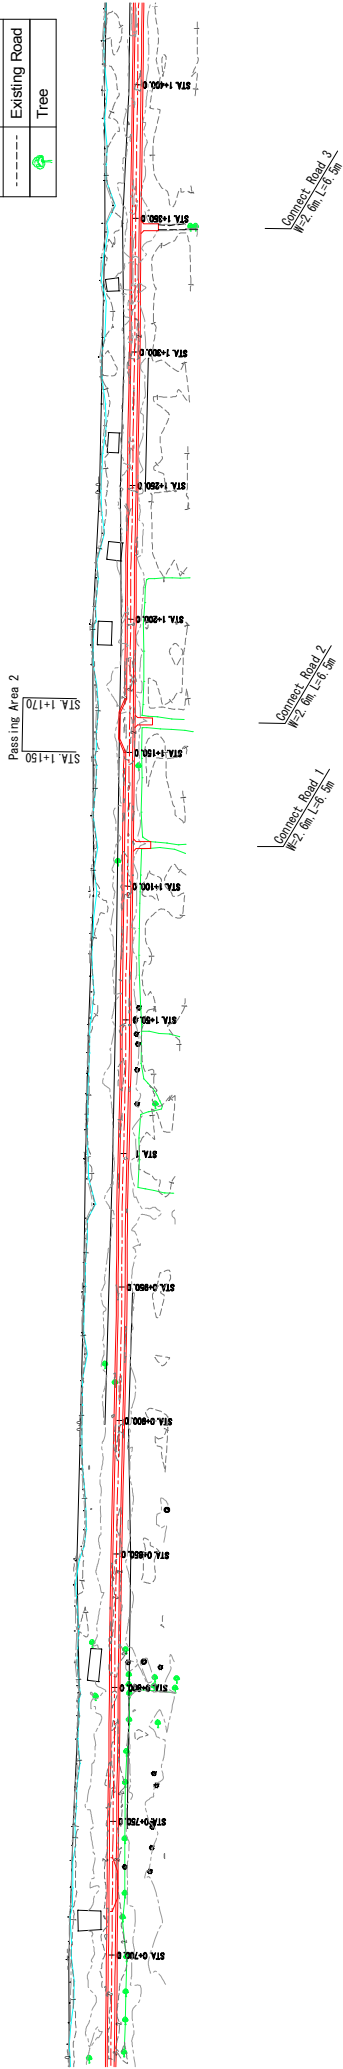 Existing Road
Tree
STA. 1+400.0
Connect Road 3
W=2.6m, L=6.5m
STA. 1+350.0
STA. 1+300.0
STA. 1+250.0
STA. 1+200.0
Passing Area 2
STA.1+170
STA.1+150
Connect Road 2
W=2.6m, L=6.5m
STA. 1+150.0
Connect Road 1
W=2.6m, L=6.5m
STA. 1+100.0
STA. 1+50.0
STA. 1
STA. 0+950.0
STA. 0+900.0
STA. 0+850.0
STA. 0+800.0
STA. 0+750.0
STA. 0+700.0